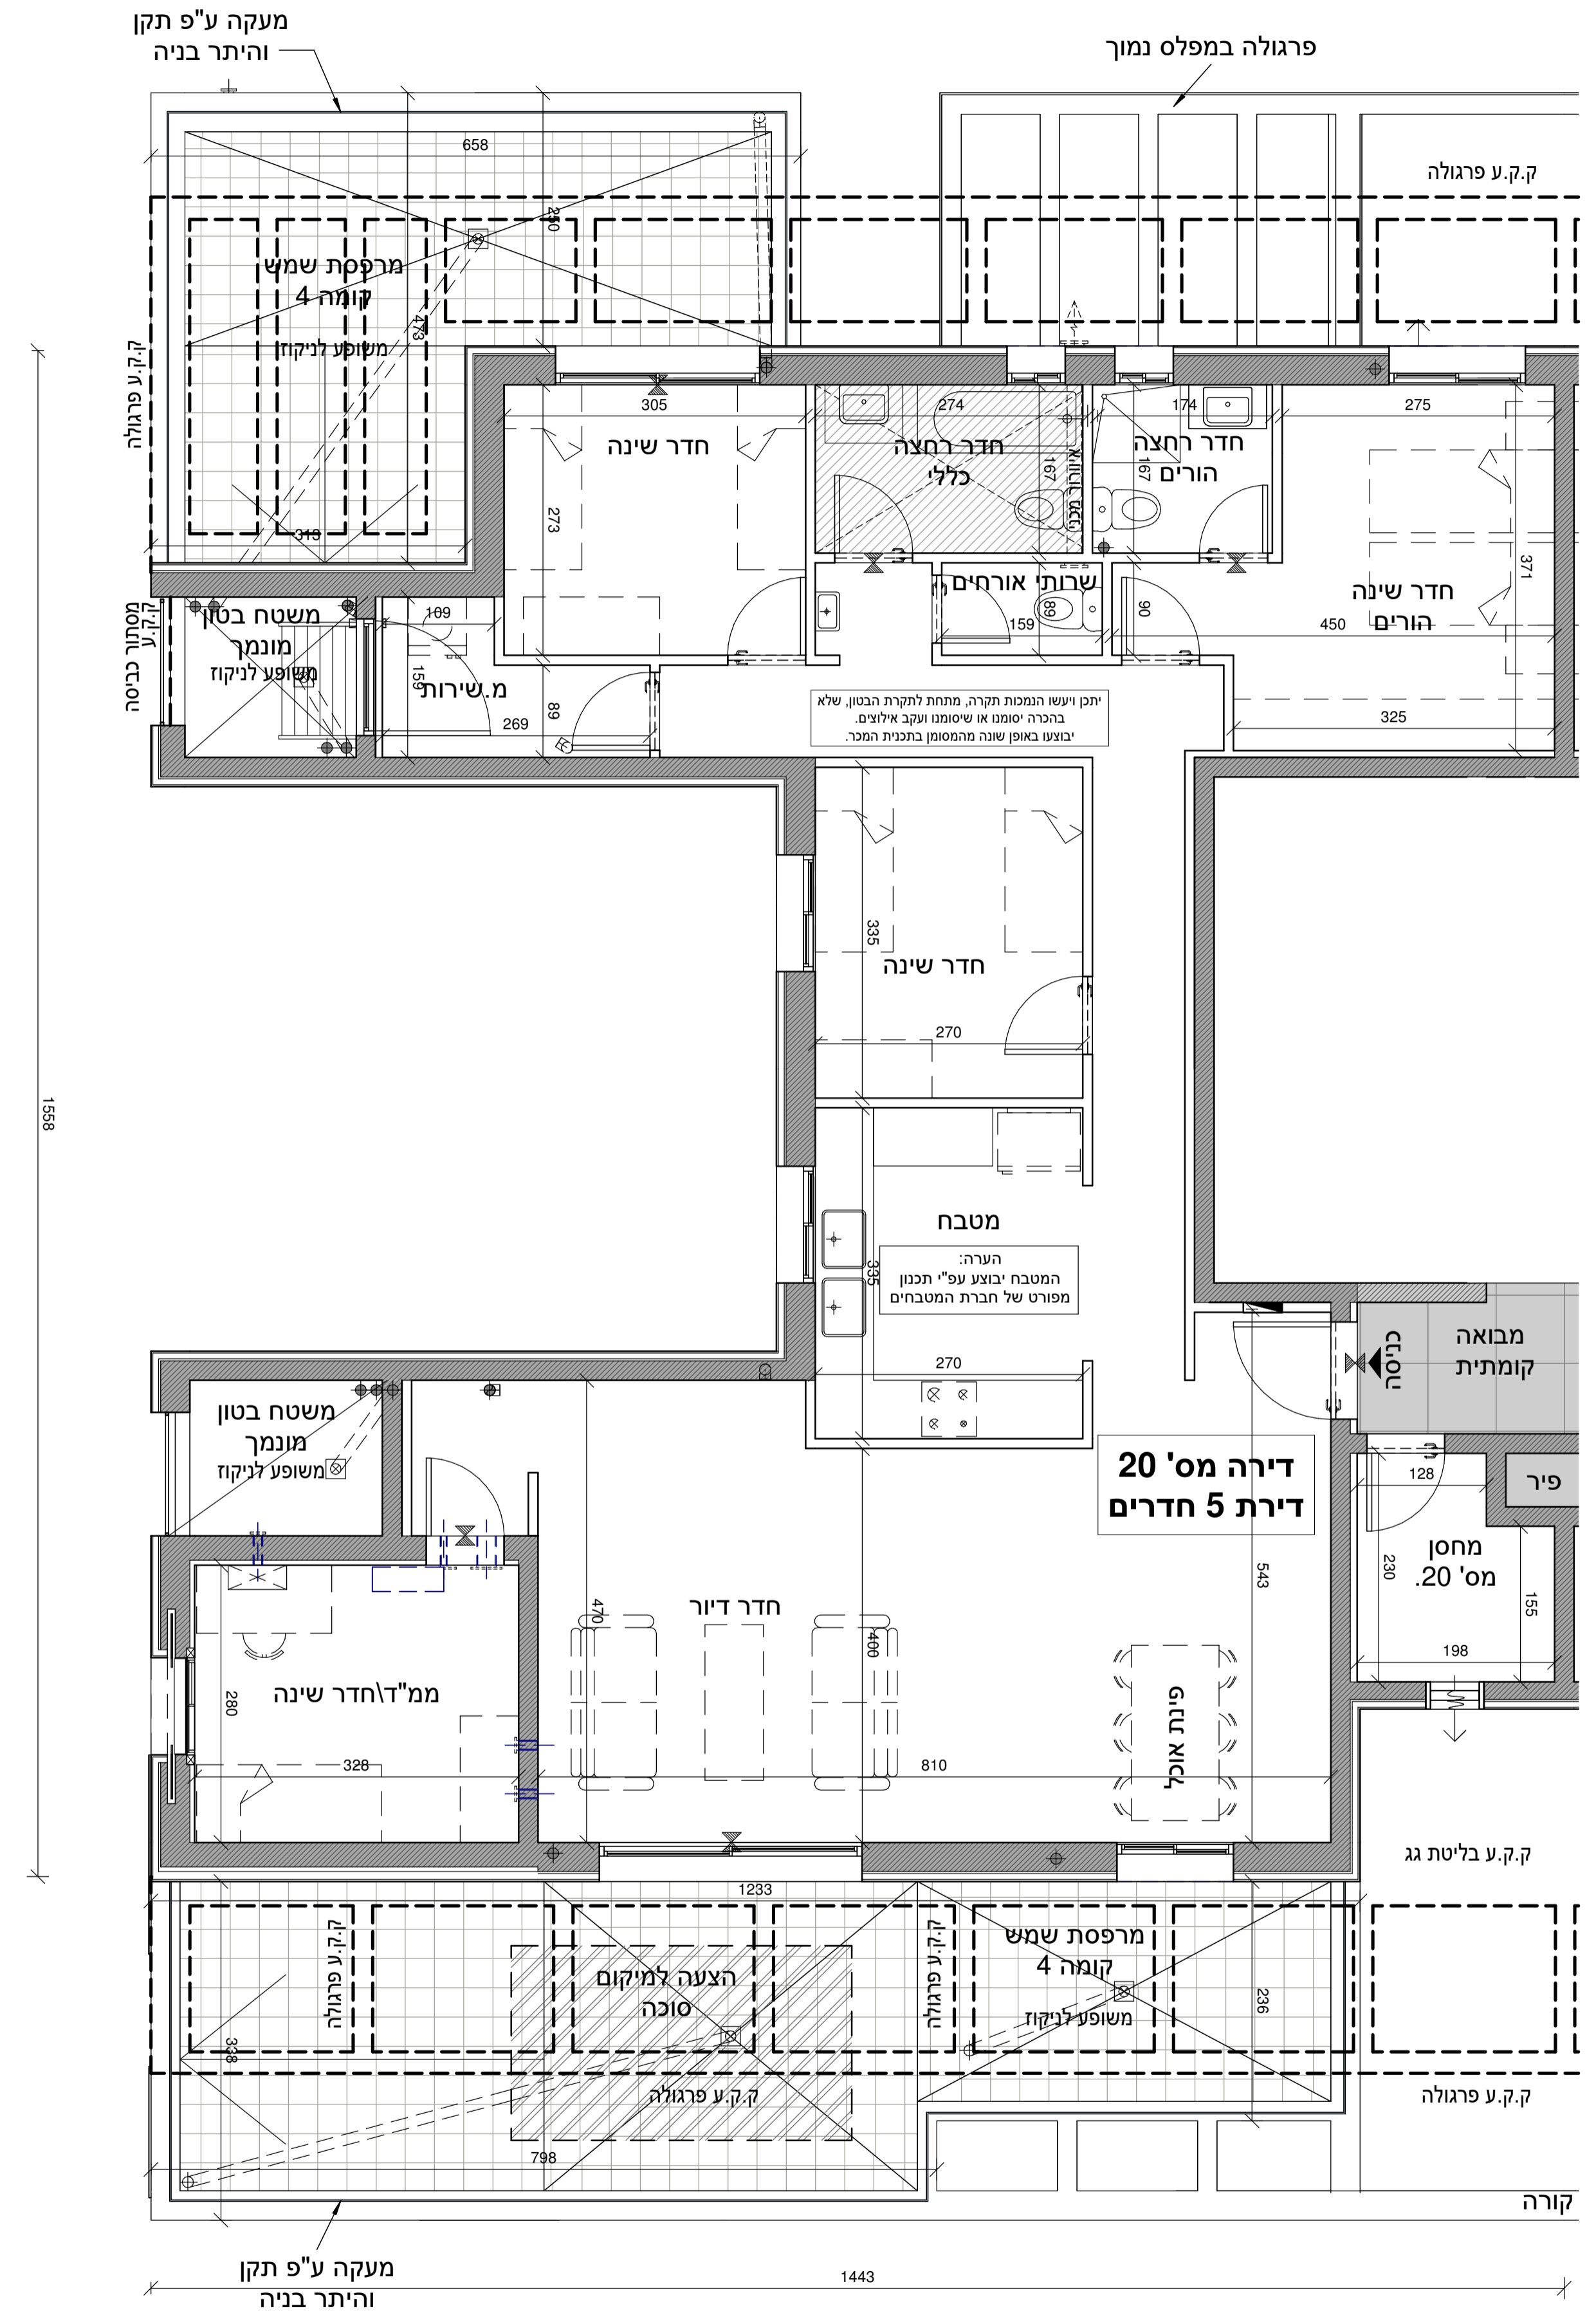 מעקה ע"פ תקן
והיתר בניה
פרגולה במפלס נמוך
ק.ק.ע פרגולה
658
250
מרפסת שמש
קומה 4
473
משופע לניקוז
ק.ק.ע פרגולה
313
305
חדר שינה
273
274
חדר רחצה
כללי
167
אוורור מכני
174
חדר רחצה
הורים
167
275
371
חדר שינה
הורים
450
325
שרותי אורחים
89
159
90
מסתור כביסה
ק.ק.ע
משטח בטון
מונמך
משופע לניקוז
109
159
מ.שירות
269
89
יתכן ויעשו הנמכות תקרה, מתחת לתקרת הבטון, שלא
בהכרה יסומנו או שיסומנו ועקב אילוצים.
יבוצעו באופן שונה מהמסומן בתכנית המכר.
335
חדר שינה
270
1558
מטבח
הערה:
המטבח יבוצע עפ"י תכנון
מפורט של חברת המטבחים
335
270
כניסה
מבואה
קומתית
משטח בטון
מונמך
משופע לניקוז
דירה מס' 20
דירת 5 חדרים
128
פיר
מחסן
מס' 20.
230
155
198
543
470
חדר דיור
400
פינת אוכל
ממ"ד\חדר שינה
280
328
810
ק.ק.ע בליטת גג
1233
ק.ק.ע פרגולה
הצעה למיקום
סוכה
ק.ק.ע פרגולה
מרפסת שמש
קומה 4
משופע לניקוז
236
338
ק.ק.ע פרגולה
ק.ק.ע פרגולה
798
קורה
מעקה ע"פ תקן
והיתר בניה
1443